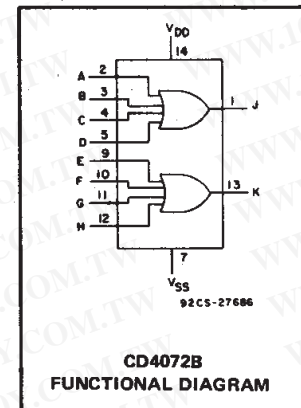 VDD
14
A 2
B 3
C 4
D 5
1 J
E 9
F 10
G 11
H 12
13 K
7
VSS
92CS-27686
CD4072B
FUNCTIONAL DIAGRAM